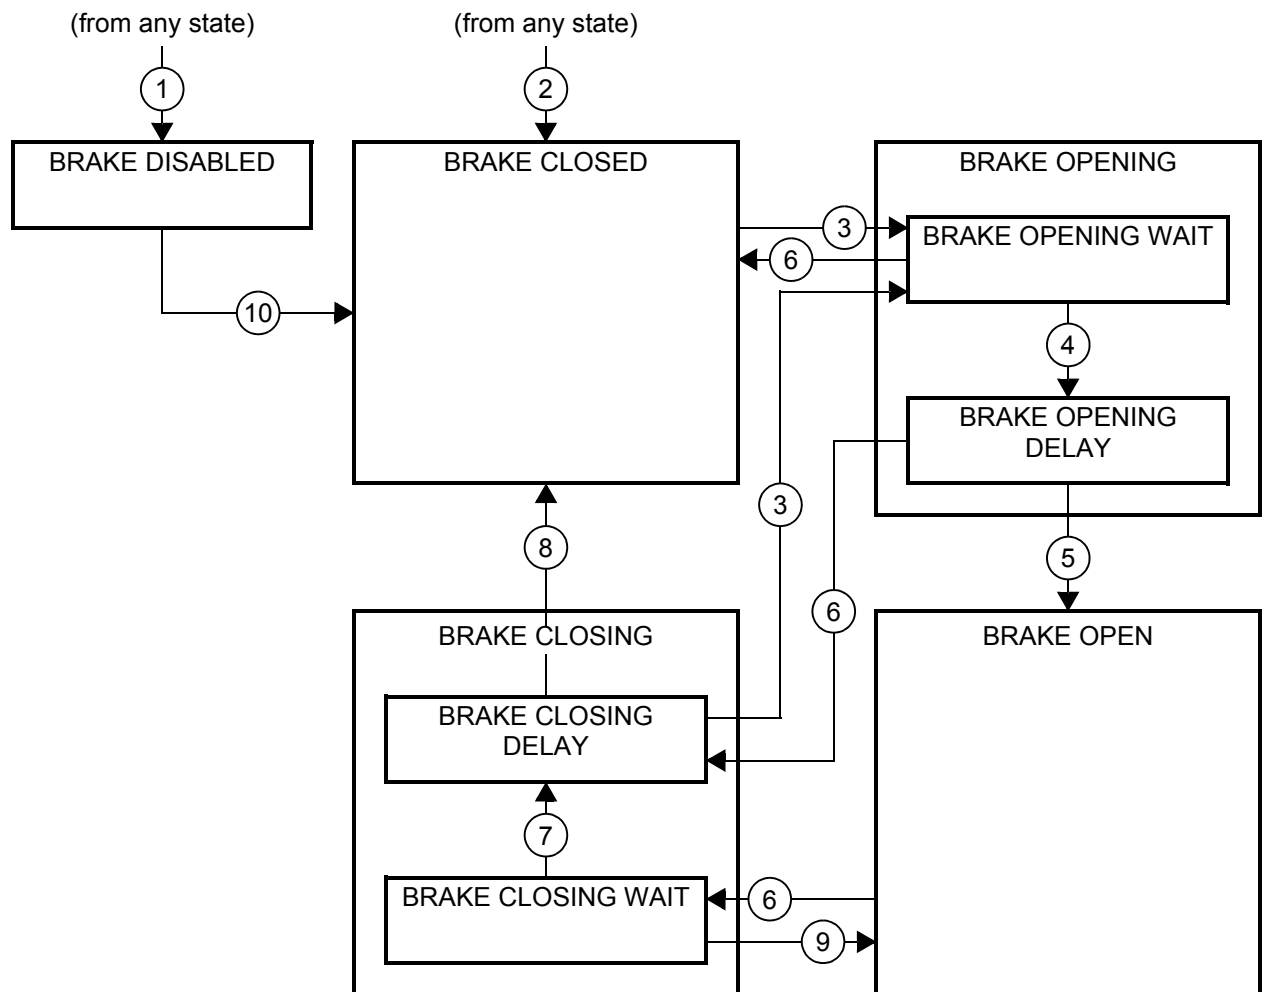 (from any state)
(from any state)
1
2
BRAKE DISABLED
BRAKE CLOSED
BRAKE OPENING
3
BRAKE OPENING WAIT
6
10
4
BRAKE OPENING
DELAY
3
8
5
6
BRAKE CLOSING
BRAKE OPEN
BRAKE CLOSING
DELAY
7
BRAKE CLOSING WAIT
6
9